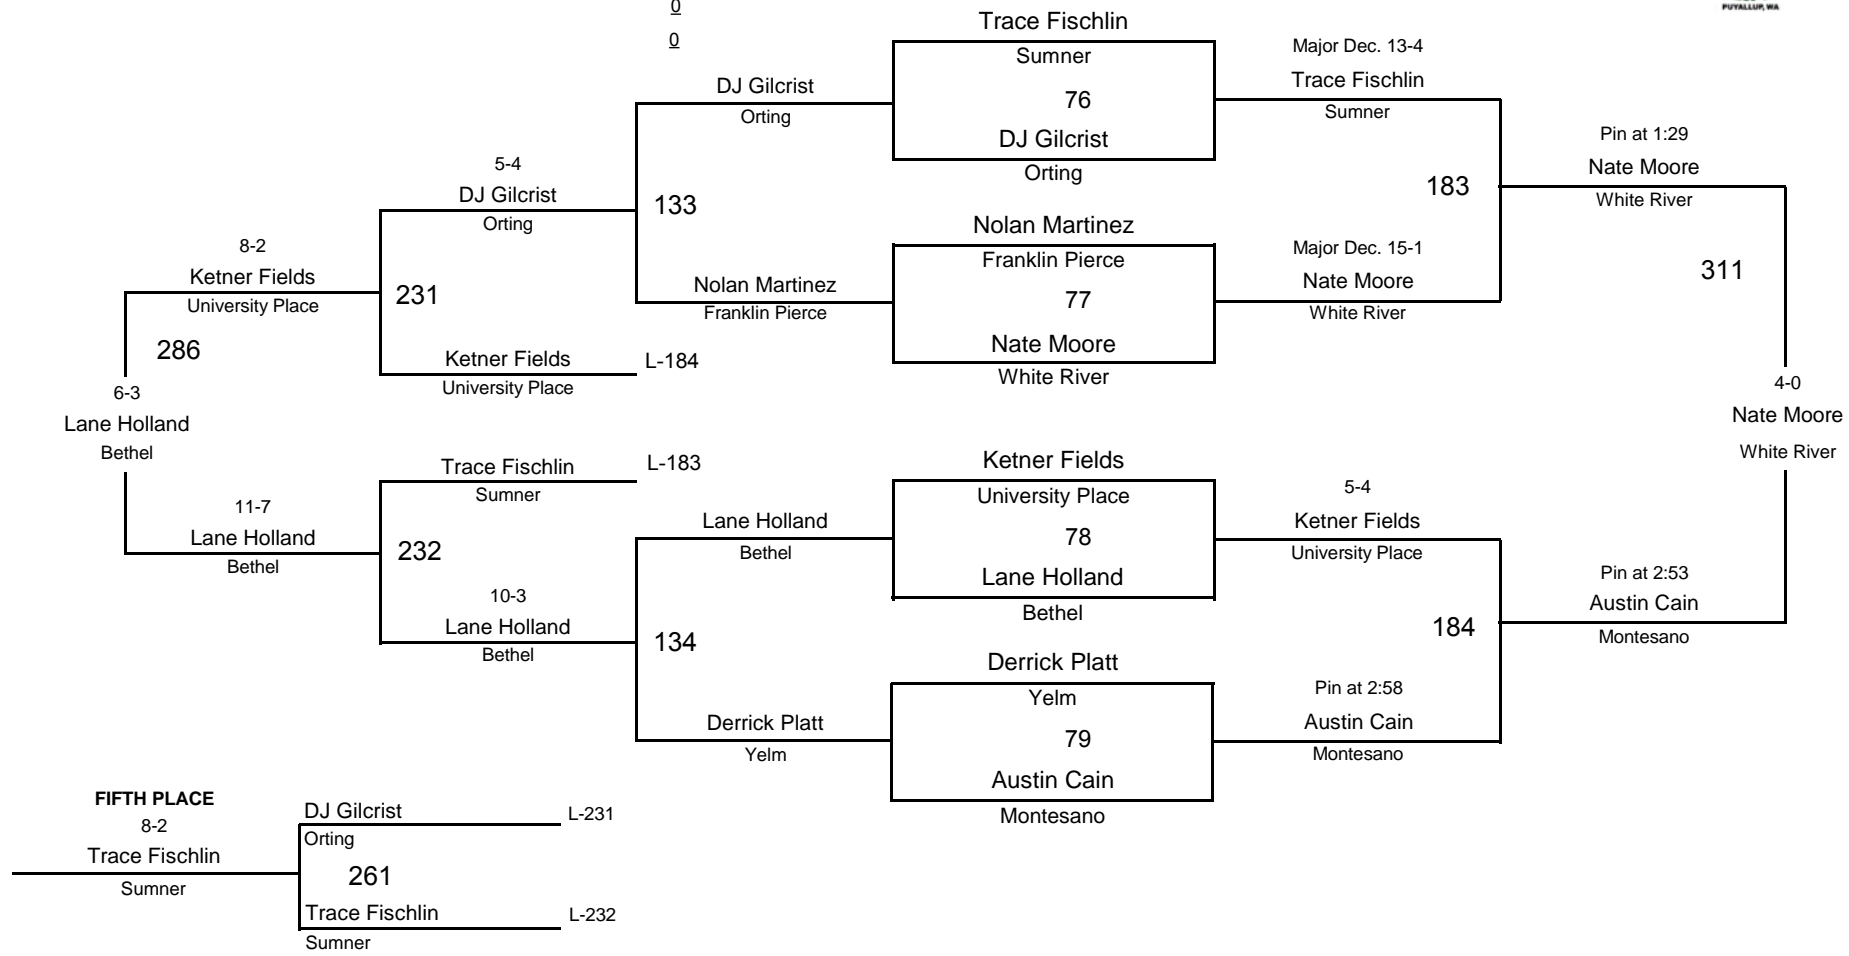 0
PUYALLUP, WA
Trace Fischlin
0
Major Dec. 13-4
Sumner
DJ Gilcrist
Trace Fischlin
76
Orting
Sumner
Pin at 1:29
DJ Gilcrist
5-4
Nate Moore
Orting
183
DJ Gilcrist
White River
133
Orting
Nolan Martinez
8-2
Major Dec. 15-1
Franklin Pierce
311
Ketner Fields
Nolan Martinez
Nate Moore
231
77
University Place
Franklin Pierce
White River
286
Nate Moore
Ketner Fields
L-184
White River
University Place
6-3
4-0
Lane Holland
Nate Moore
Bethel
White River
Trace Fischlin
L-183
Ketner Fields
Sumner
University Place
5-4
11-7
Lane Holland
Ketner Fields
Lane Holland
78
232
Bethel
University Place
Bethel
Lane Holland
Pin at 2:53
10-3
Bethel
Austin Cain
Lane Holland
184
134
Montesano
Bethel
Derrick Platt
Yelm
Pin at 2:58
Derrick Platt
Austin Cain
79
Yelm
Montesano
Austin Cain
Montesano
FIFTH PLACE
DJ Gilcrist
L-231
8-2
Orting
Trace Fischlin
261
Sumner
Trace Fischlin
L-232
Sumner